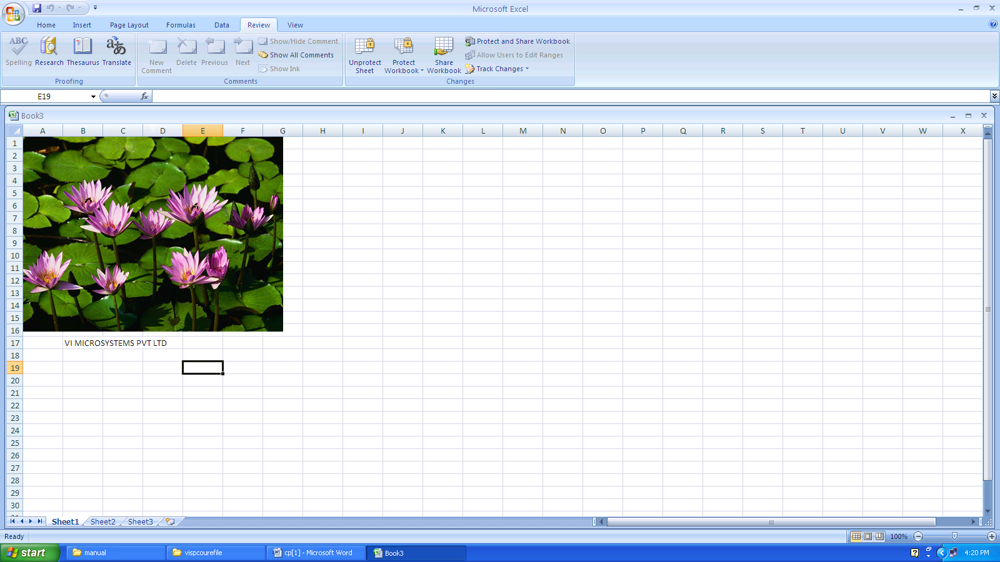 Microsoft Excel
Home Insert Page Layout Formulas Data Review View
ABC
Spelling Research Thesaurus Translate
Proofing
New Comment Delete Previous Next
Show/Hide Comment
Show All Comments
Show Ink
Comments
Unprotect Sheet Protect Workbook Share Workbook
Protect and Share Workbook
Allow Users to Edit Ranges
Track Changes
Changes
E19 fx
Book3
A B C D E F G H I J K L M N O P Q R S T U V W X
1
2
3
4
5
6
7
8
9
10
11
12
13
14
15
16
17 VI MICROSYSTEMS PVT LTD
18
19
20
21
22
23
24
25
26
27
28
29
30
Sheet1 Sheet2 Sheet3
Ready 100%
start manual vispcourefile cp[1] - Microsoft Word Book3 4:20 PM